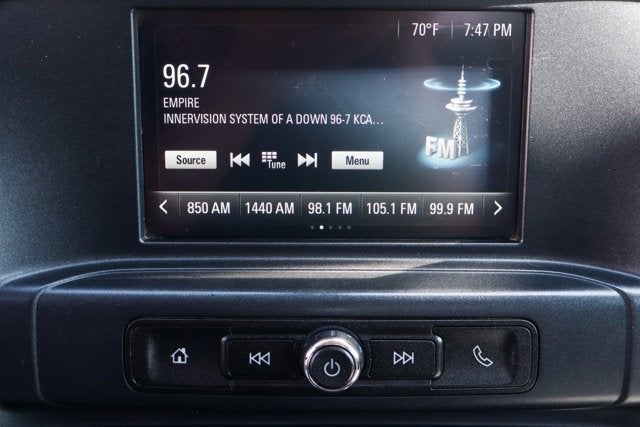 70°F 7:47 PM
96.7
EMPIRE
INNERVISION SYSTEM OF A DOWN 96-7 KCA...
FM
Source Tune Menu
850 AM 1440 AM 98.1 FM 105.1 FM 99.9 FM